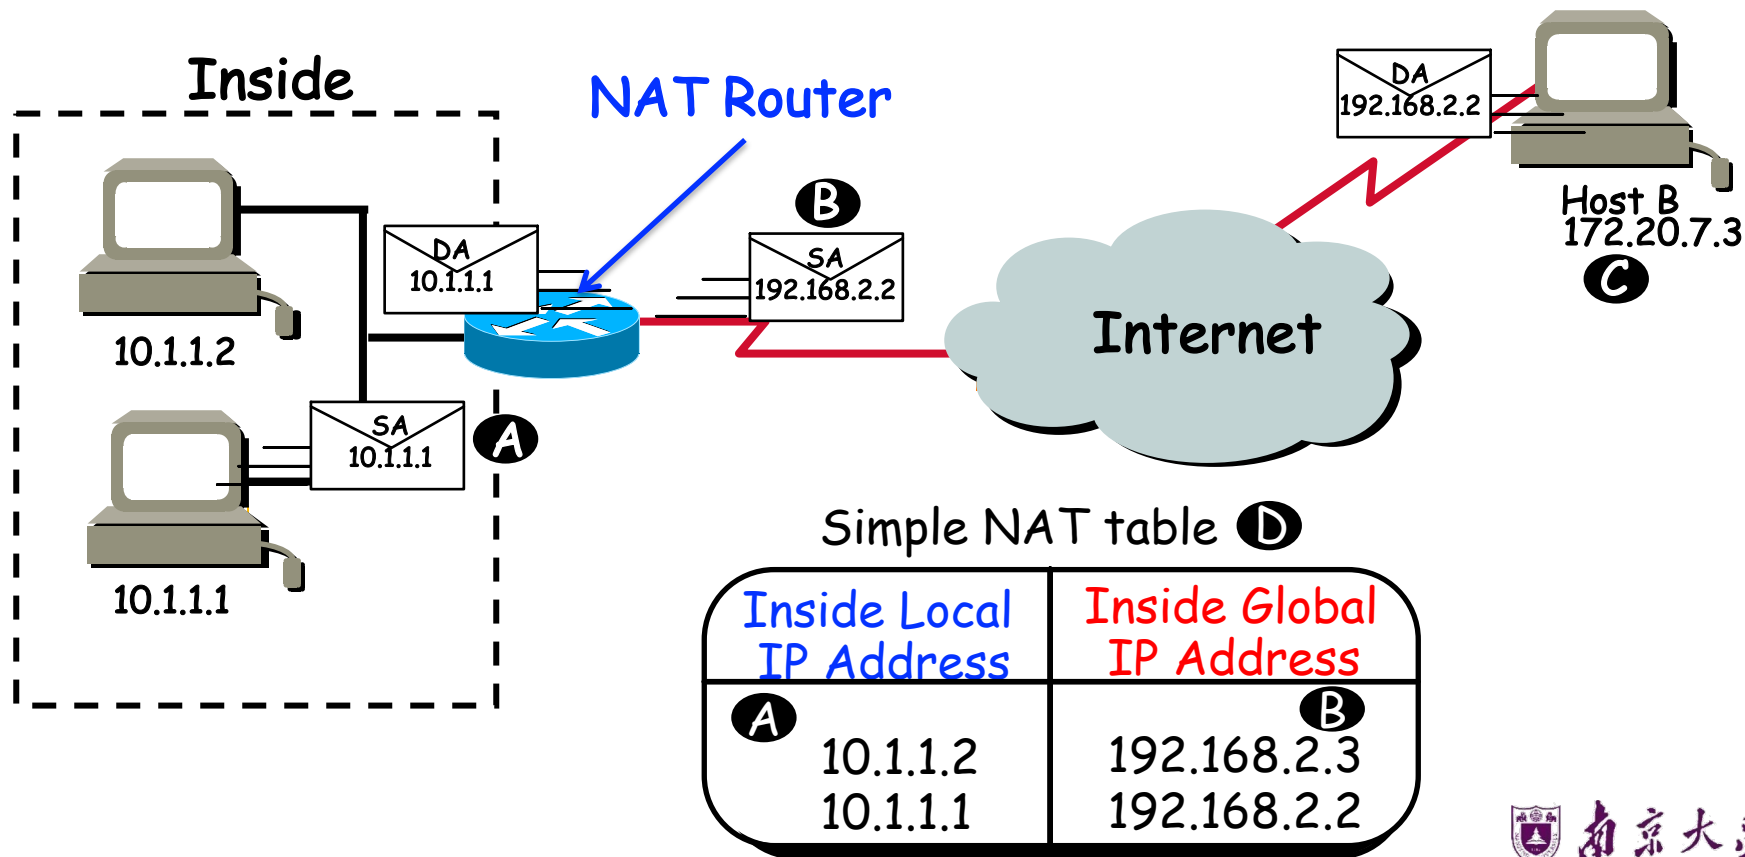 Inside
NAT Router
DA
192.168.2.2
Host B
172.20.7.3
C
B
SA
192.168.2.2
DA
10.1.1.1
10.1.1.2
Internet
SA
10.1.1.1
A
10.1.1.1
Simple NAT table D
Inside Local IP Address
Inside Global IP Address
A
B
10.1.1.2 192.168.2.3
10.1.1.1 192.168.2.2
南京大